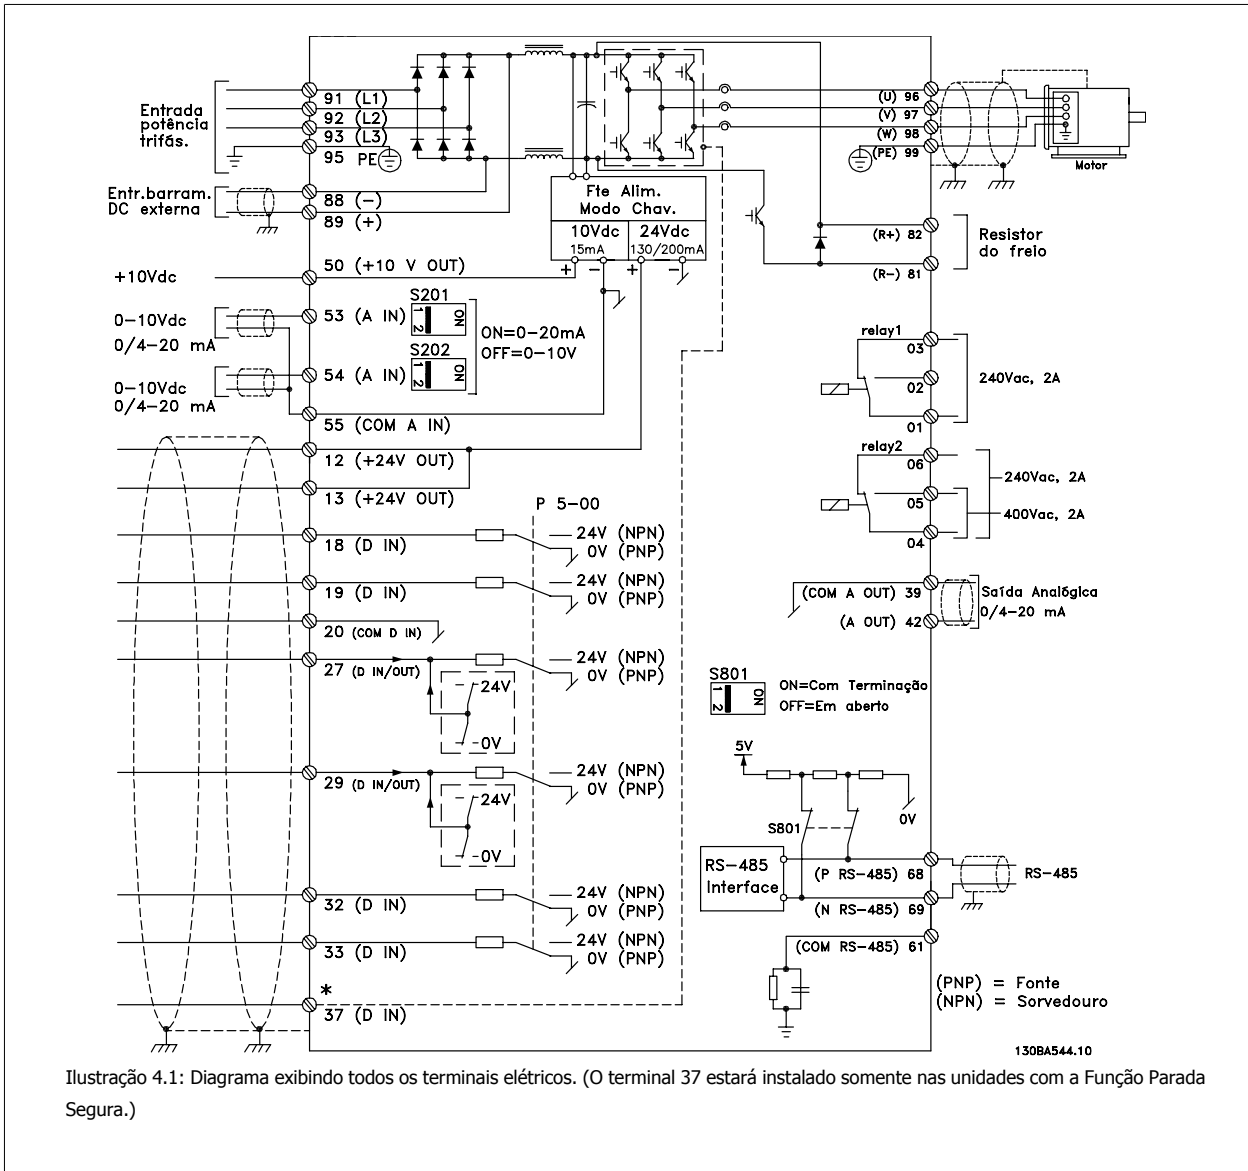 Entrada
potência
trifás.
91 (L1)
92 (L2)
93 (L3)
95 PE
Entr.barram.
DC externa
88 (−)
89 (+)
+10Vdc
50 (+10 V OUT)
0−10Vdc
0/4−20 mA
53 (A IN)
S201
1 2
ON
ON=0−20mA
OFF=0−10V
S202
1 2
ON
0−10Vdc
0/4−20 mA
54 (A IN)
55 (COM A IN)
12 (+24V OUT)
13 (+24V OUT)
Fte Alim.
Modo Chav.
10Vdc
15mA
24Vdc
130/200mA
+ − + −
(U) 96
(V) 97
(W) 98
(PE) 99
Motor
(R+) 82
(R−) 81
Resistor
do freio
relay1
03
02
01
240Vac, 2A
relay2
06
05
04
240Vac, 2A
400Vac, 2A
P 5-00
18 (D IN)
24V (NPN)
0V (PNP)
19 (D IN)
24V (NPN)
0V (PNP)
20 (COM D IN)
27 (D IN/OUT)
24V (NPN)
0V (PNP)
24V
0V
29 (D IN/OUT)
24V (NPN)
0V (PNP)
24V
0V
32 (D IN)
24V (NPN)
0V (PNP)
33 (D IN)
24V (NPN)
0V (PNP)
*
37 (D IN)
(COM A OUT) 39
(A OUT) 42
Saída Analógica
0/4−20 mA
S801
1 2
ON
ON=Com Terminação
OFF=Em aberto
5V
S801
0V
RS−485
Interface
(P RS−485) 68
(N RS−485) 69
(COM RS−485) 61
RS−485
(PNP) = Fonte
(NPN) = Sorvedouro
130BA544.10
Ilustração 4.1: Diagrama exibindo todos os terminais elétricos. (O terminal 37 estará instalado somente nas unidades com a Função Parada
Segura.)